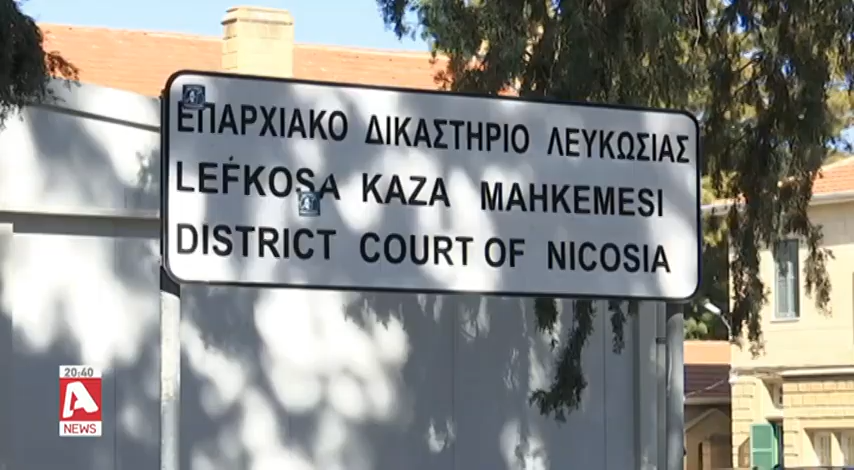 ΕΠΑΡΧΙΑΚΟ ΔΙΚΑΣΤΗΡΙΟ ΛΕΥΚΩΣΙΑΣ
LEFKOSA KAZA MAHKEMESI
DISTRICT COURT OF NICOSIA
20:40
A
NEWS